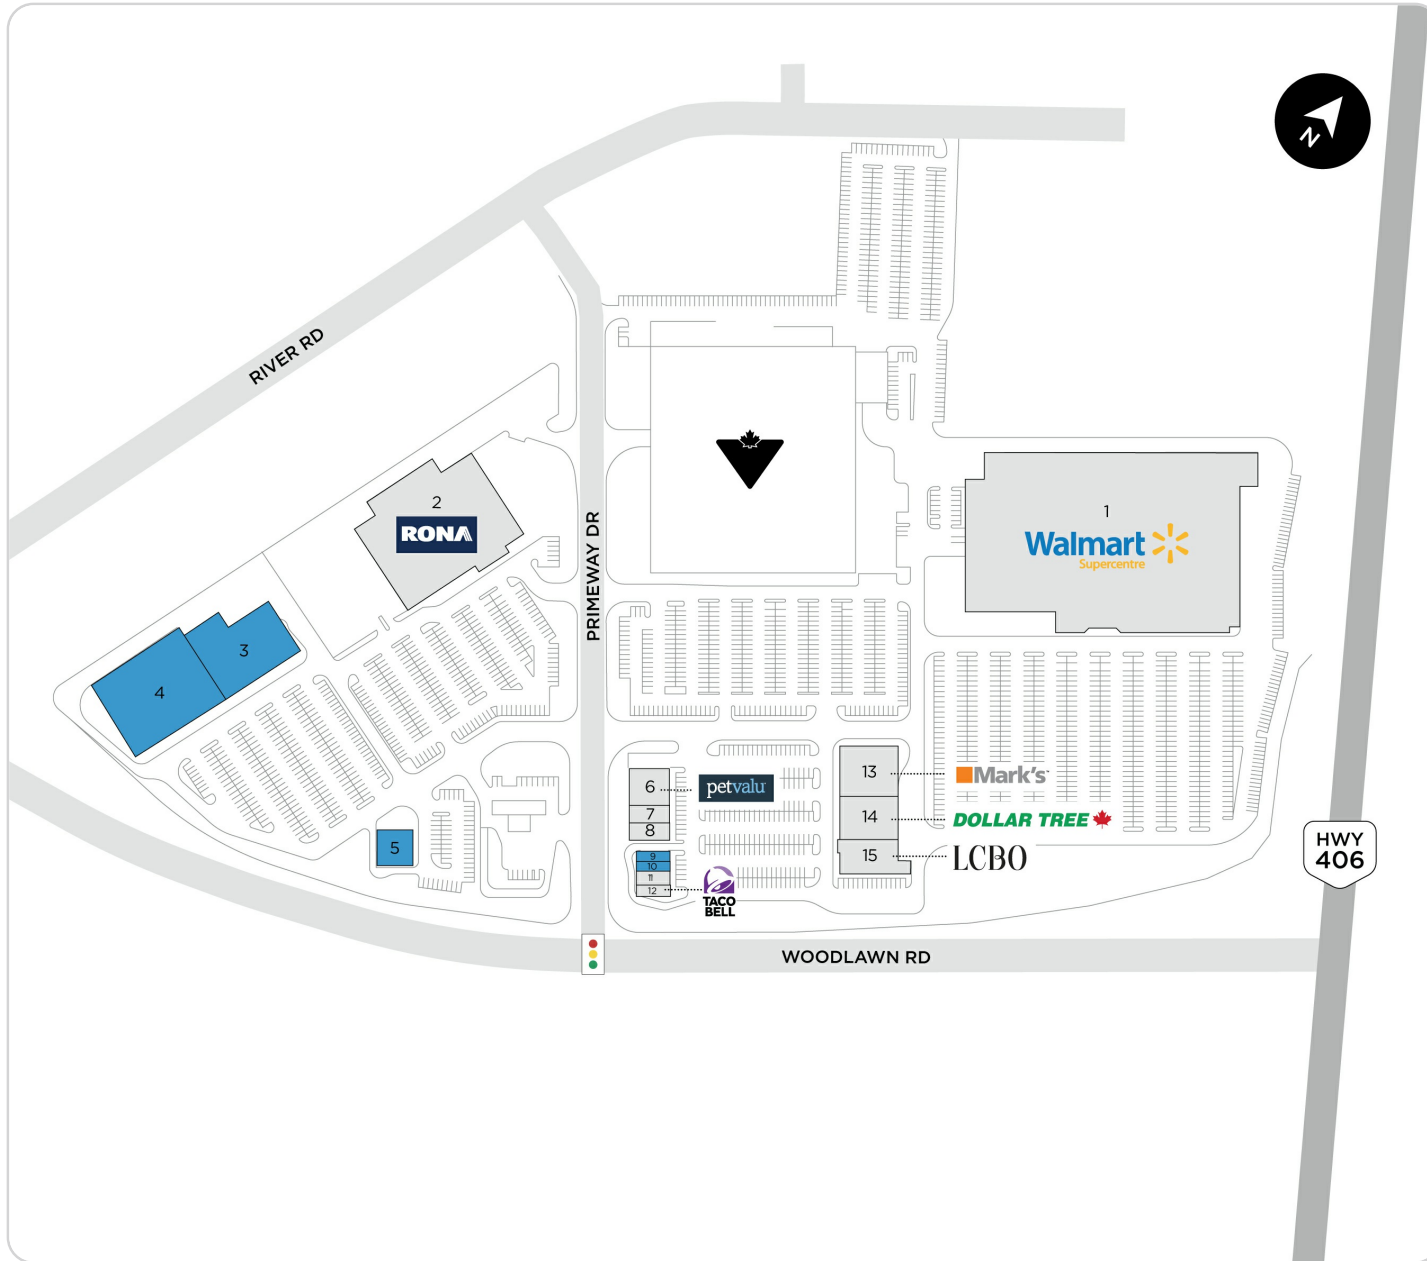 N
RIVER RD
PRIMEWAY DR
2
RONA
1
Walmart
Supercentre
3
4
5
6
petvalu
7
8
9
10
11
12
TACO
BELL
13
Mark's
14
DOLLAR TREE
15
LCBO
HWY
406
WOODLAWN RD